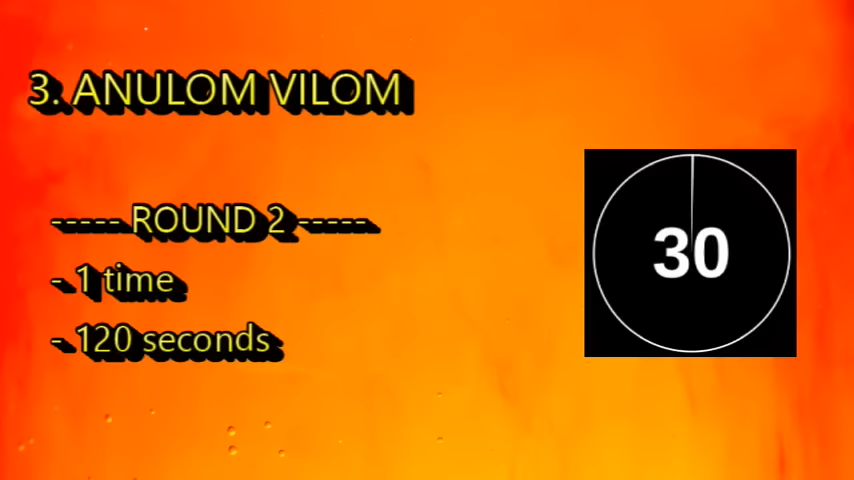 3. ANULOM VILOM
----- ROUND 2 -----
- 1 time
- 120 seconds
30